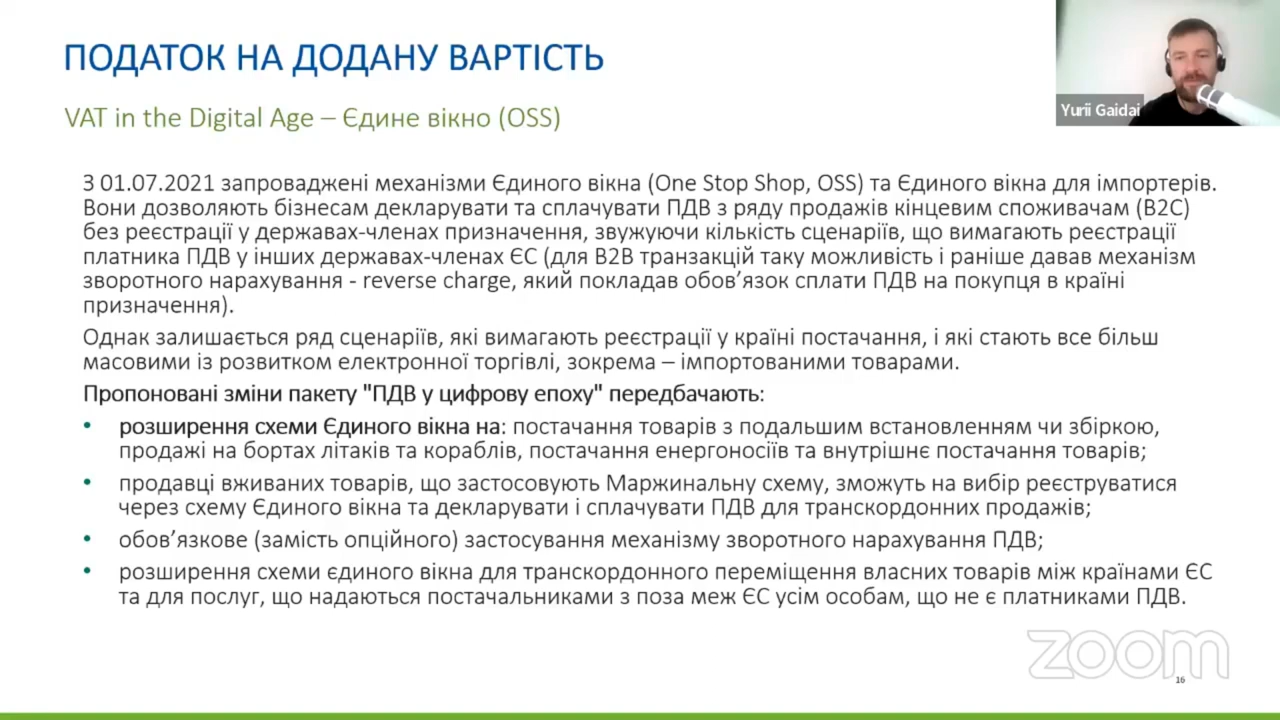 ПОДАТОК НА ДОДАНУ ВАРТІСТЬ
Yurii Gaidai
VAT in the Digital Age – Єдине вікно (OSS)
З 01.07.2021 запроваджені механізми Єдиного вікна (One Stop Shop, OSS) та Єдиного вікна для імпортерів.
Вони дозволяють бізнесам декларувати та сплачувати ПДВ з ряду продажів кінцевим споживачам (B2C)
без реєстрації у державах-членах призначення, звужуючи кількість сценаріїв, що вимагають реєстрації
платника ПДВ у інших державах-членах ЄС (для B2B транзакцій таку можливість і раніше давав механізм
зворотного нарахування - reverse charge, який покладав обов’язок сплати ПДВ на покупця в країні
призначення).
Однак залишається ряд сценаріїв, які вимагають реєстрації у країні постачання, і які стають все більш
масовими із розвитком електронної торгівлі, зокрема – імпортованими товарами.
Пропоновані зміни пакету "ПДВ у цифрову епоху" передбачають:
• розширення схеми Єдиного вікна на: постачання товарів з подальшим встановленням чи збіркою,
продажі на бортах літаків та кораблів, постачання енергоносіїв та внутрішнє постачання товарів;
• продавці вживаних товарів, що застосовують Маржинальну схему, зможуть на вибір реєструватися
через схему Єдиного вікна та декларувати і сплачувати ПДВ для транскордонних продажів;
• обов’язкове (замість опційного) застосування механізму зворотного нарахування ПДВ;
• розширення схеми єдиного вікна для транскордонного переміщення власних товарів між країнами ЄС
та для послуг, що надаються постачальниками з поза меж ЄС усім особам, що не є платниками ПДВ.
zoom
16